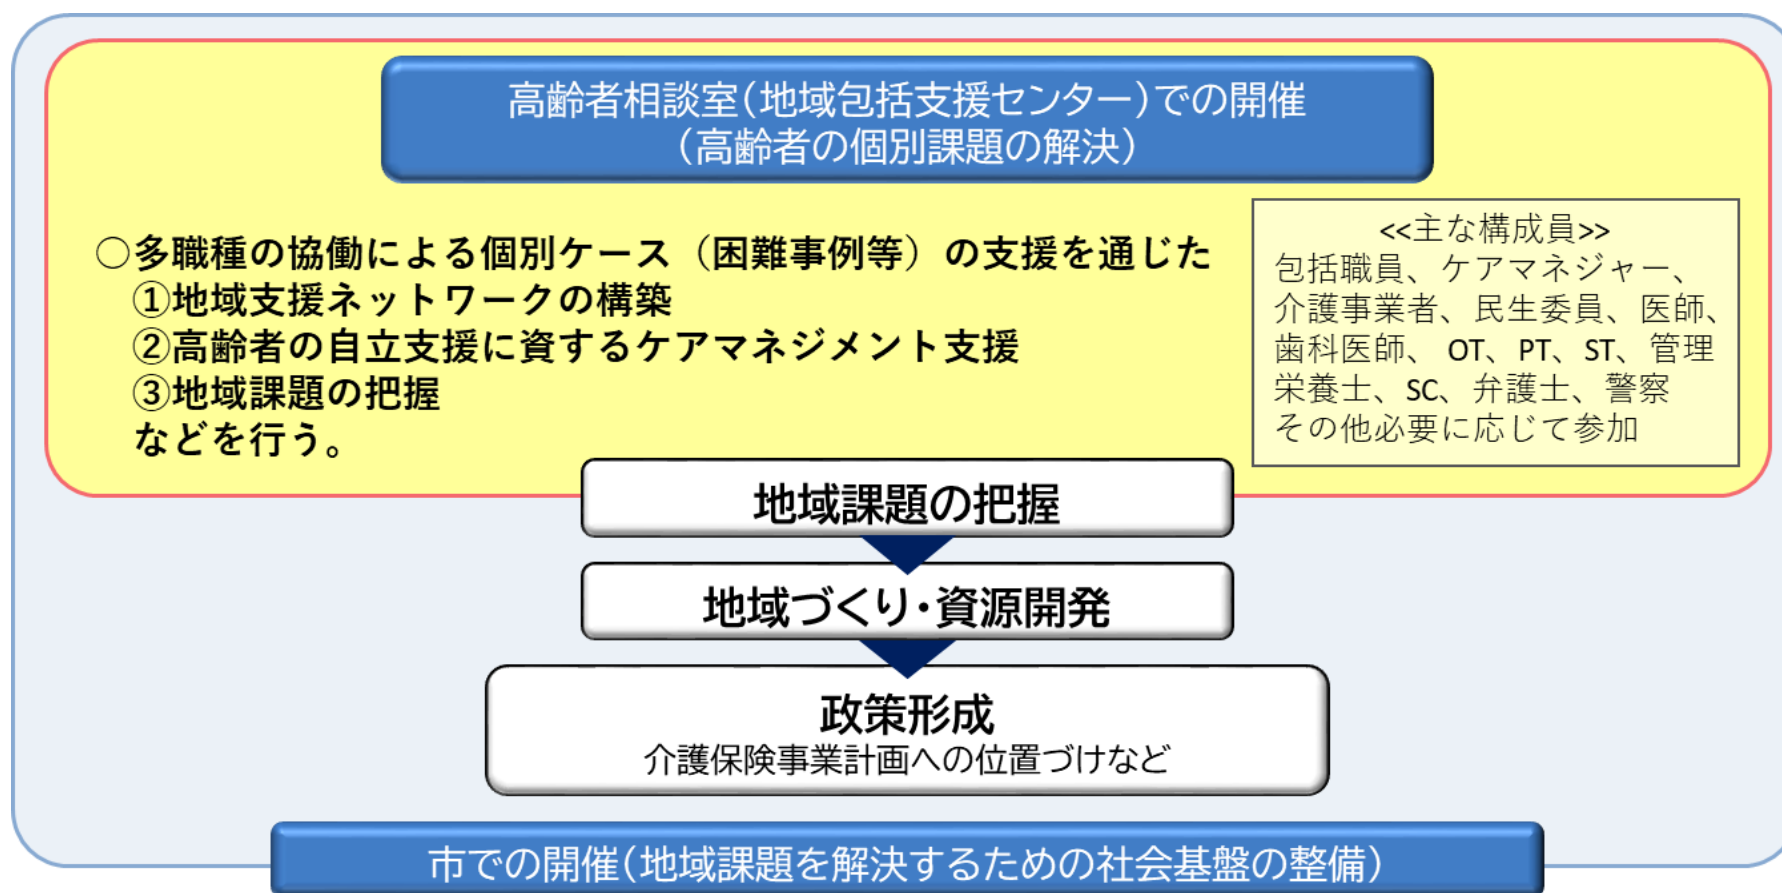 高齢者相談室(地域包括支援センター)での開催
(高齢者の個別課題の解決)
○多職種の協働による個別ケース（困難事例等）の支援を通じた
①地域支援ネットワークの構築
②高齢者の自立支援に資するケアマネジメント支援
③地域課題の把握
などを行う。
<<主な構成員>>
包括職員、ケアマネジャー、
介護事業者、民生委員、医師、
歯科医師、OT、PT、ST、管理
栄養士、SC、弁護士、警察
その他必要に応じて参加
地域課題の把握
地域づくり・資源開発
政策形成
介護保険事業計画への位置づけなど
市での開催(地域課題を解決するための社会基盤の整備)